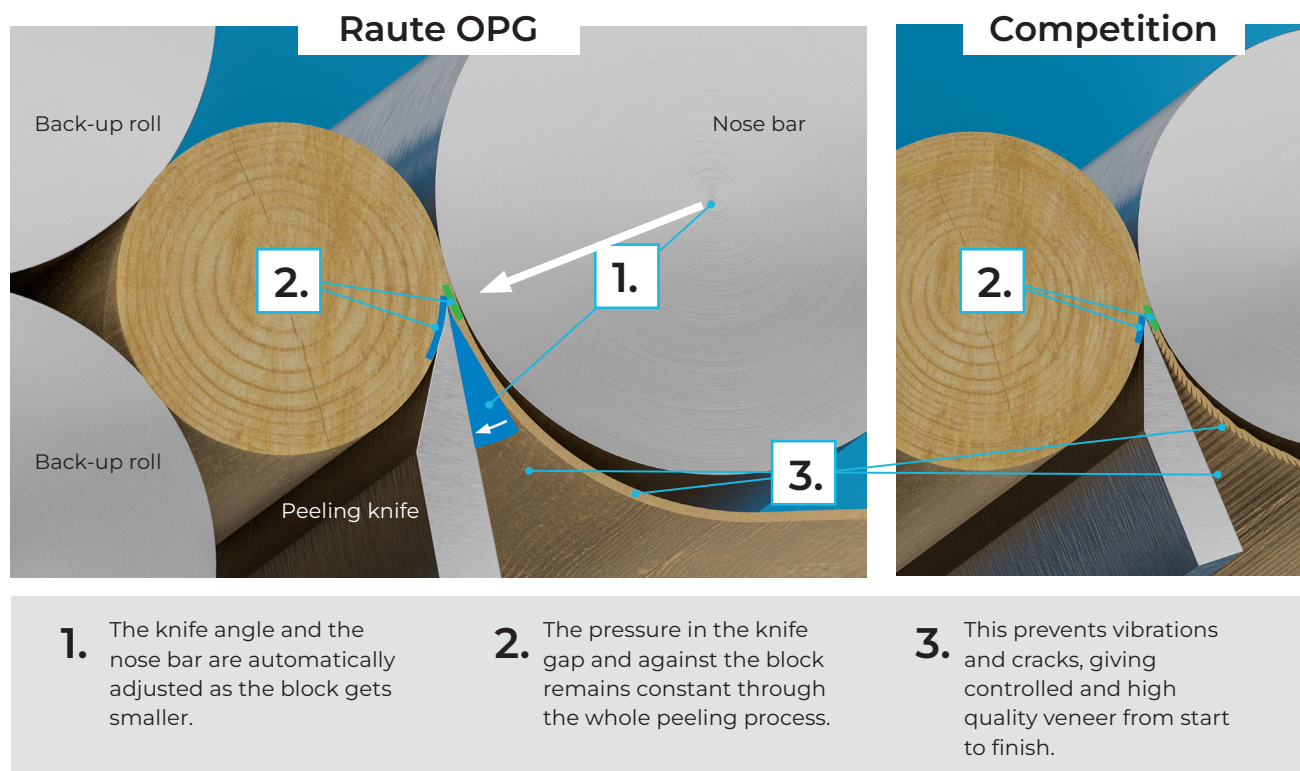 Raute OPG
Competition
Back-up roll
Nose bar
2.
1.
2.
Back-up roll
3.
Peeling knife
1.
The knife angle and the
nose bar are automatically
adjusted as the block gets
smaller.
2.
The pressure in the knife
gap and against the block
remains constant through
the whole peeling process.
3.
This prevents vibrations
and cracks, giving
controlled and high
quality veneer from start
to finish.